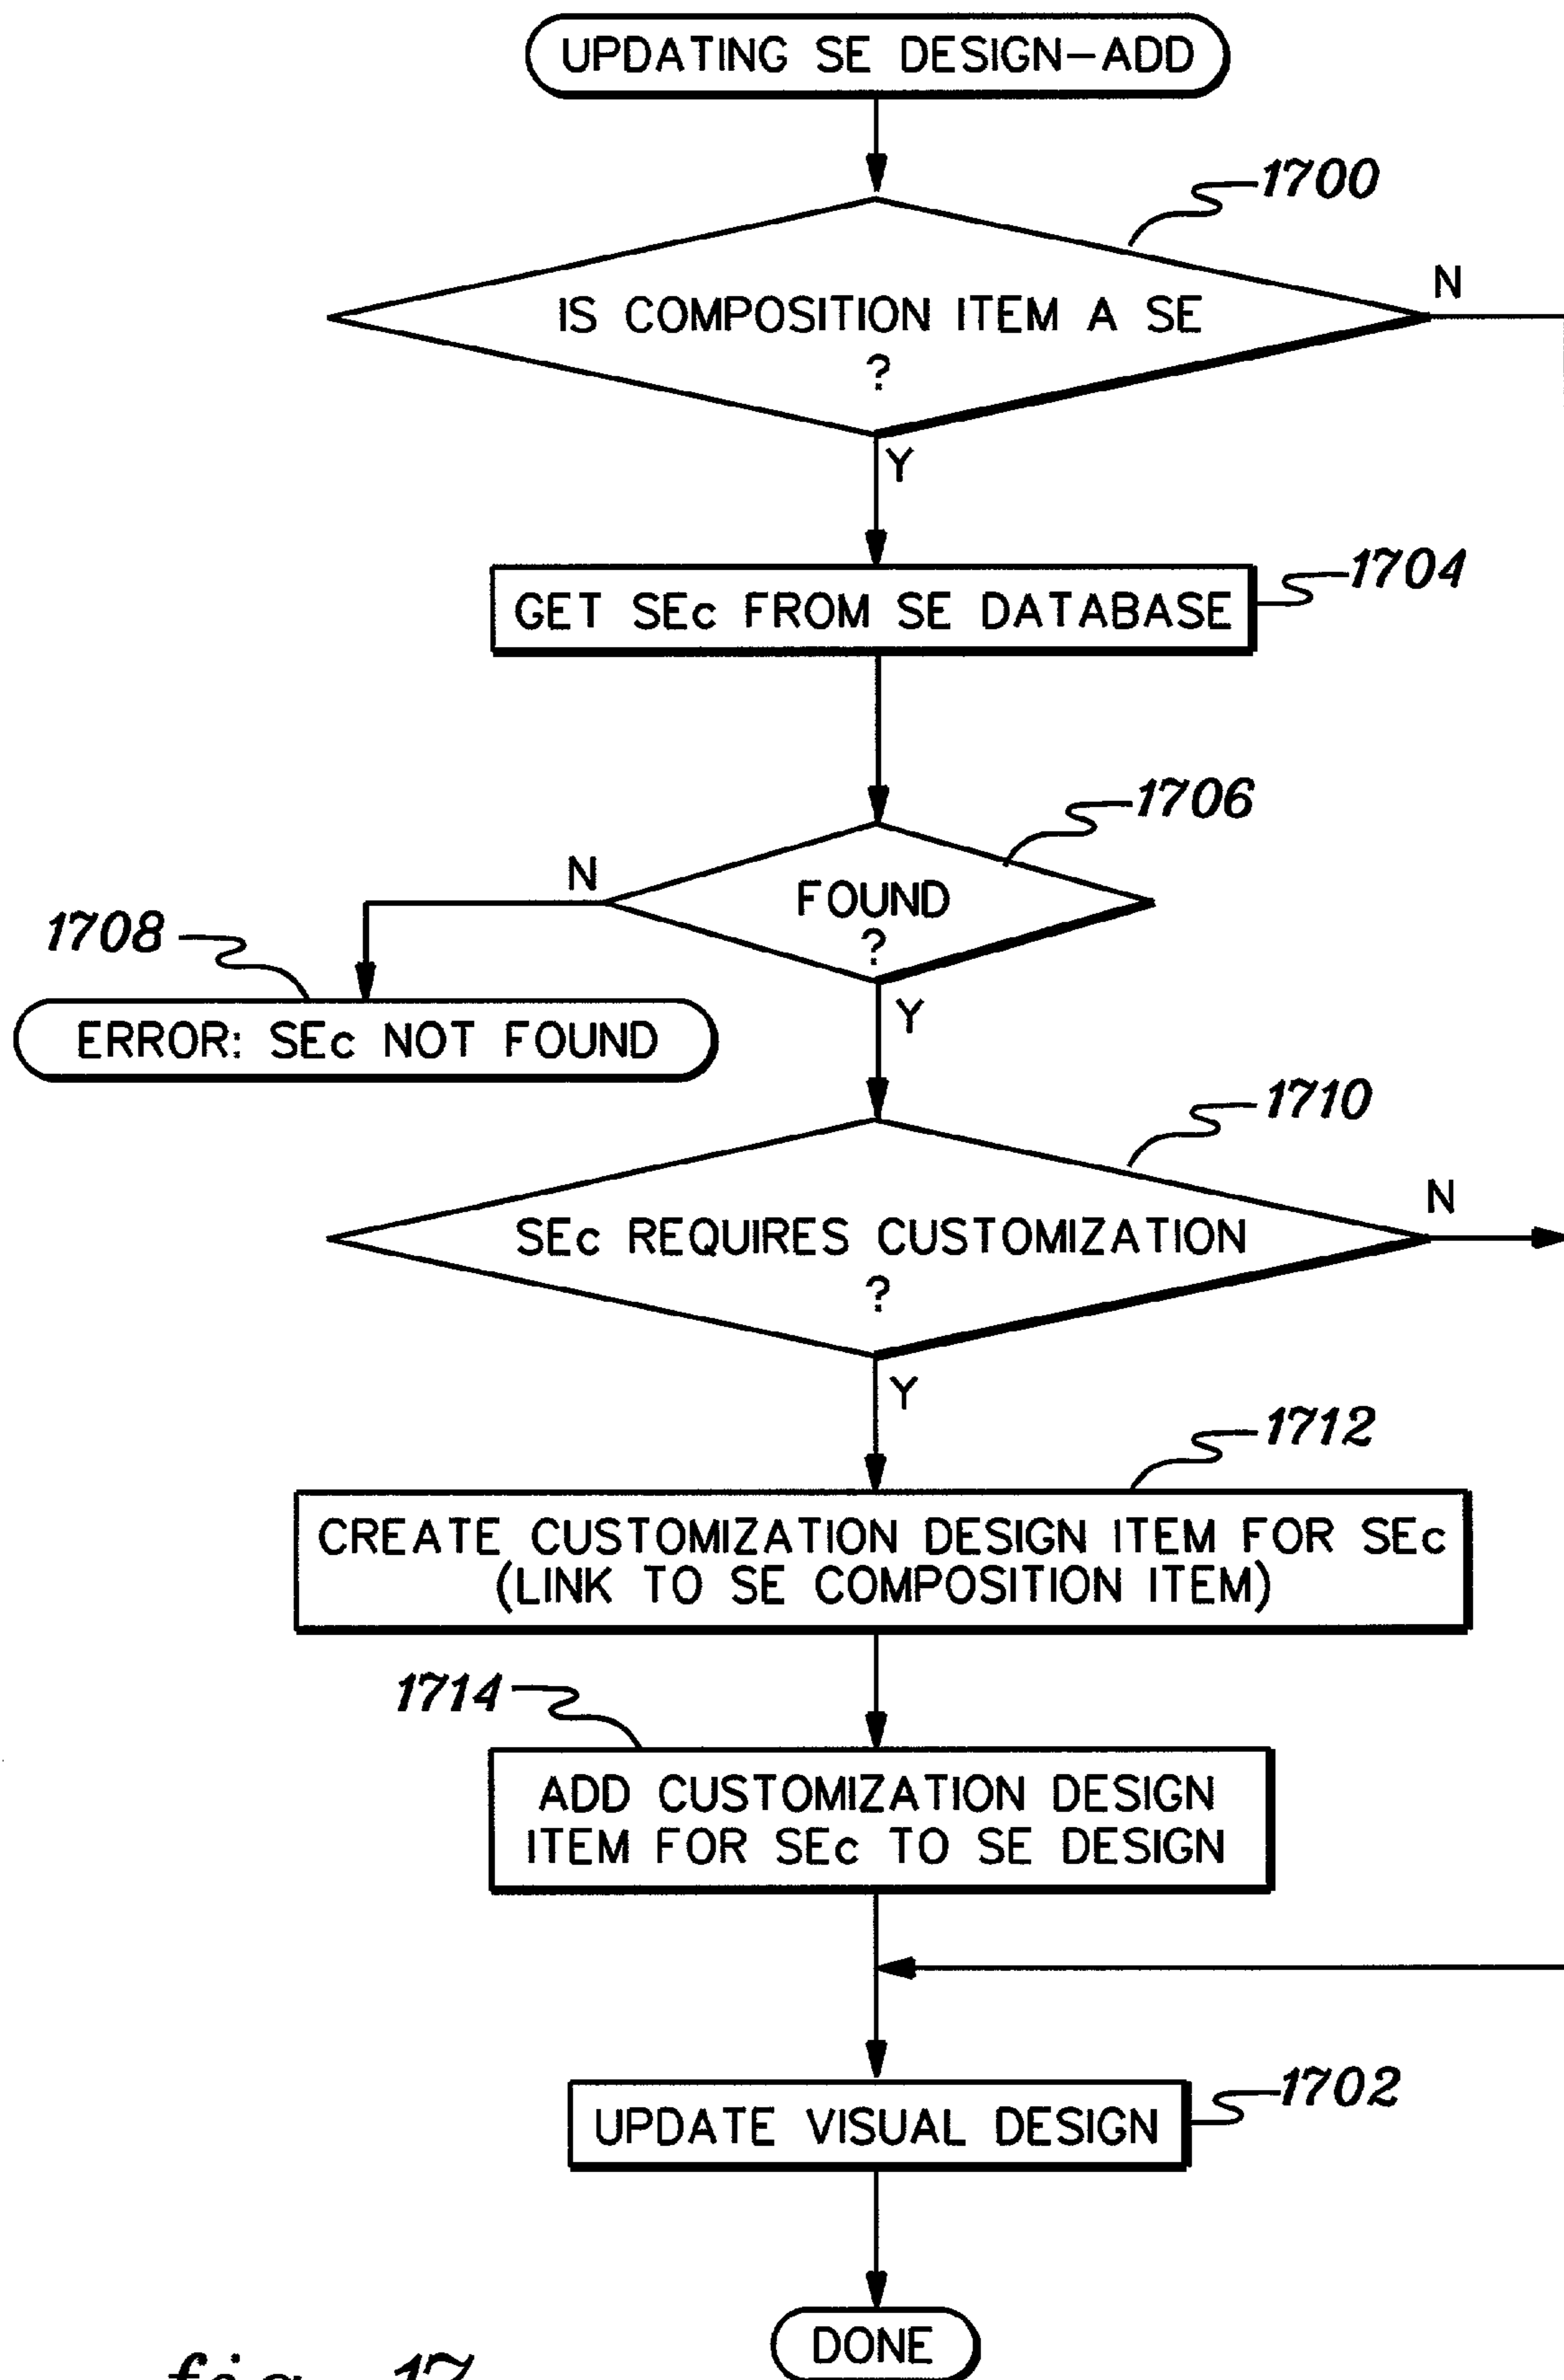 UPDATING SE DESIGN-ADD
1700
IS COMPOSITION ITEM A SE
?
N
Y
GET SEc FROM SE DATABASE
1704
1706
FOUND
?
N
1708
ERROR: SEc NOT FOUND
Y
1710
SEc REQUIRES CUSTOMIZATION
?
N
Y
1712
CREATE CUSTOMIZATION DESIGN ITEM FOR SEc
(LINK TO SE COMPOSITION ITEM)
1714
ADD CUSTOMIZATION DESIGN
ITEM FOR SEc TO SE DESIGN
1702
UPDATE VISUAL DESIGN
DONE
fig. 17